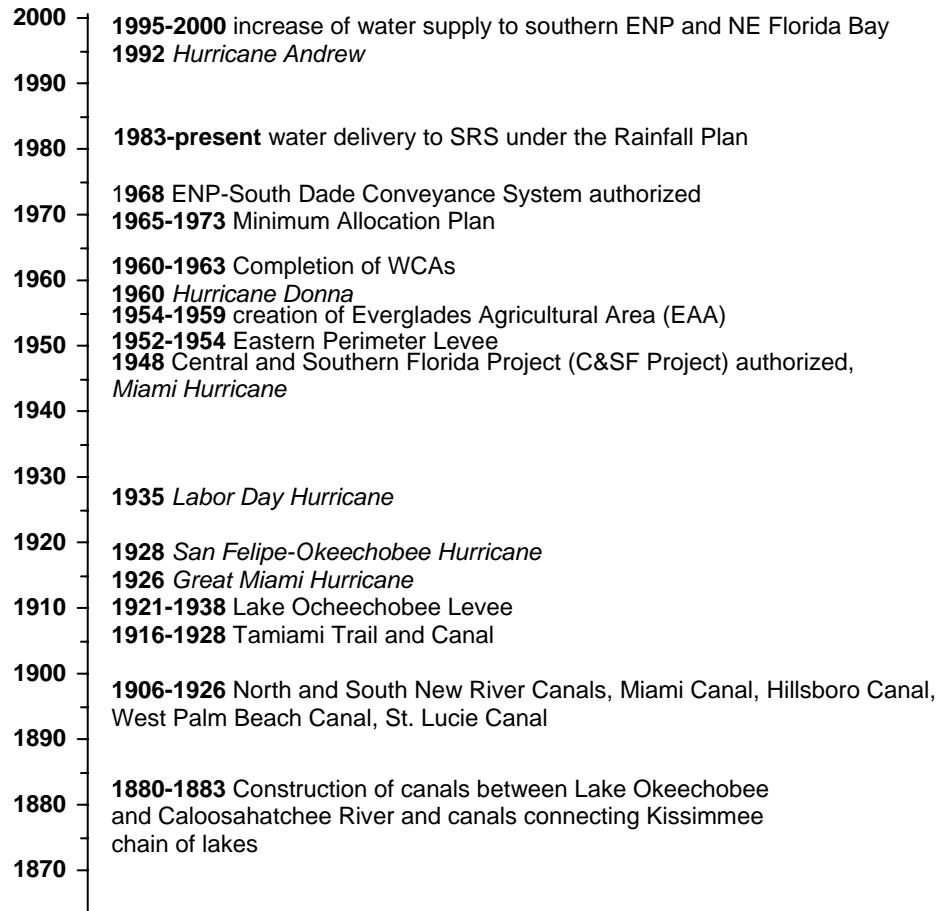 2000
1995-2000 increase of water supply to southern ENP and NE Florida Bay
1992 Hurricane Andrew
1990
1983-present water delivery to SRS under the Rainfall Plan
1980
1968 ENP-South Dade Conveyance System authorized
1970
1965-1973 Minimum Allocation Plan
1960-1963 Completion of WCAs
1960
1960 Hurricane Donna
1954-1959 creation of Everglades Agricultural Area (EAA)
1952-1954 Eastern Perimeter Levee
1950
1948 Central and Southern Florida Project (C&SF Project) authorized,
Miami Hurricane
1940
1930
1935 Labor Day Hurricane
1920
1928 San Felipe-Okeechobee Hurricane
1926 Great Miami Hurricane
1910
1921-1938 Lake Ocheechobee Levee
1916-1928 Tamiami Trail and Canal
1900
1906-1926 North and South New River Canals, Miami Canal, Hillsboro Canal,
West Palm Beach Canal, St. Lucie Canal
1890
1880-1883 Construction of canals between Lake Okeechobee
1880
and Caloosahatchee River and canals connecting Kissimmee
chain of lakes
1870